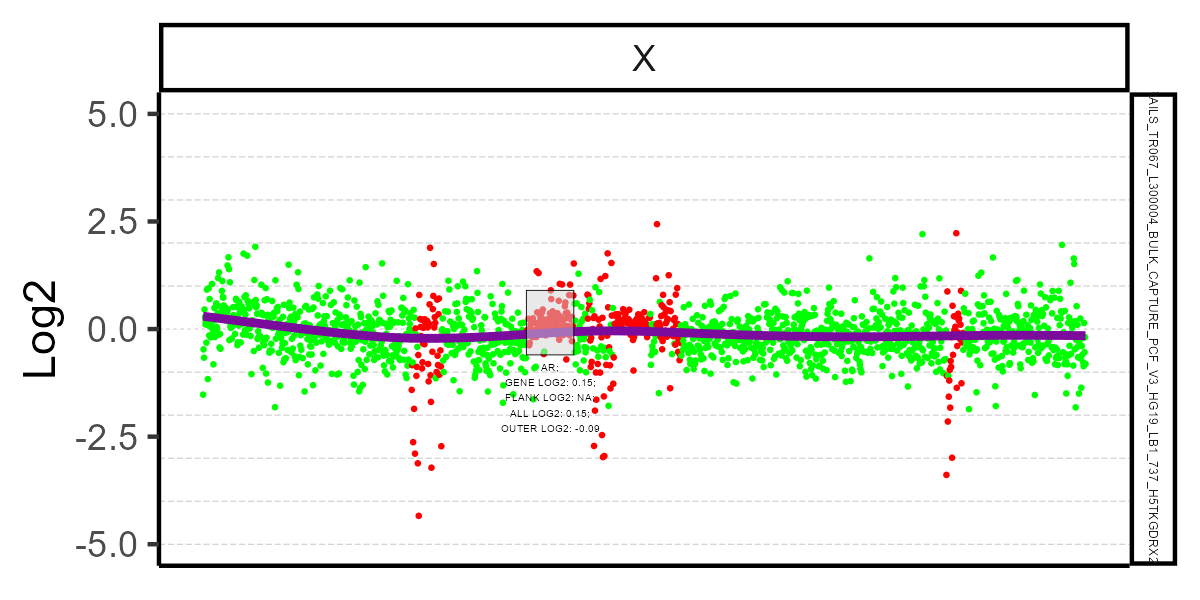 X
5.0
2.5
0.0
-2.5
-5.0
Log2
AR;
GENE LOG2: 0.15;
FLANK LOG2: NA;
ALL LOG2: 0.15;
OUTER LOG2: -0.09
AILS_TR067_L300004_BULK_CAPTURE_PCF_V3_HG19_LB1_737_H5TKGDRX2